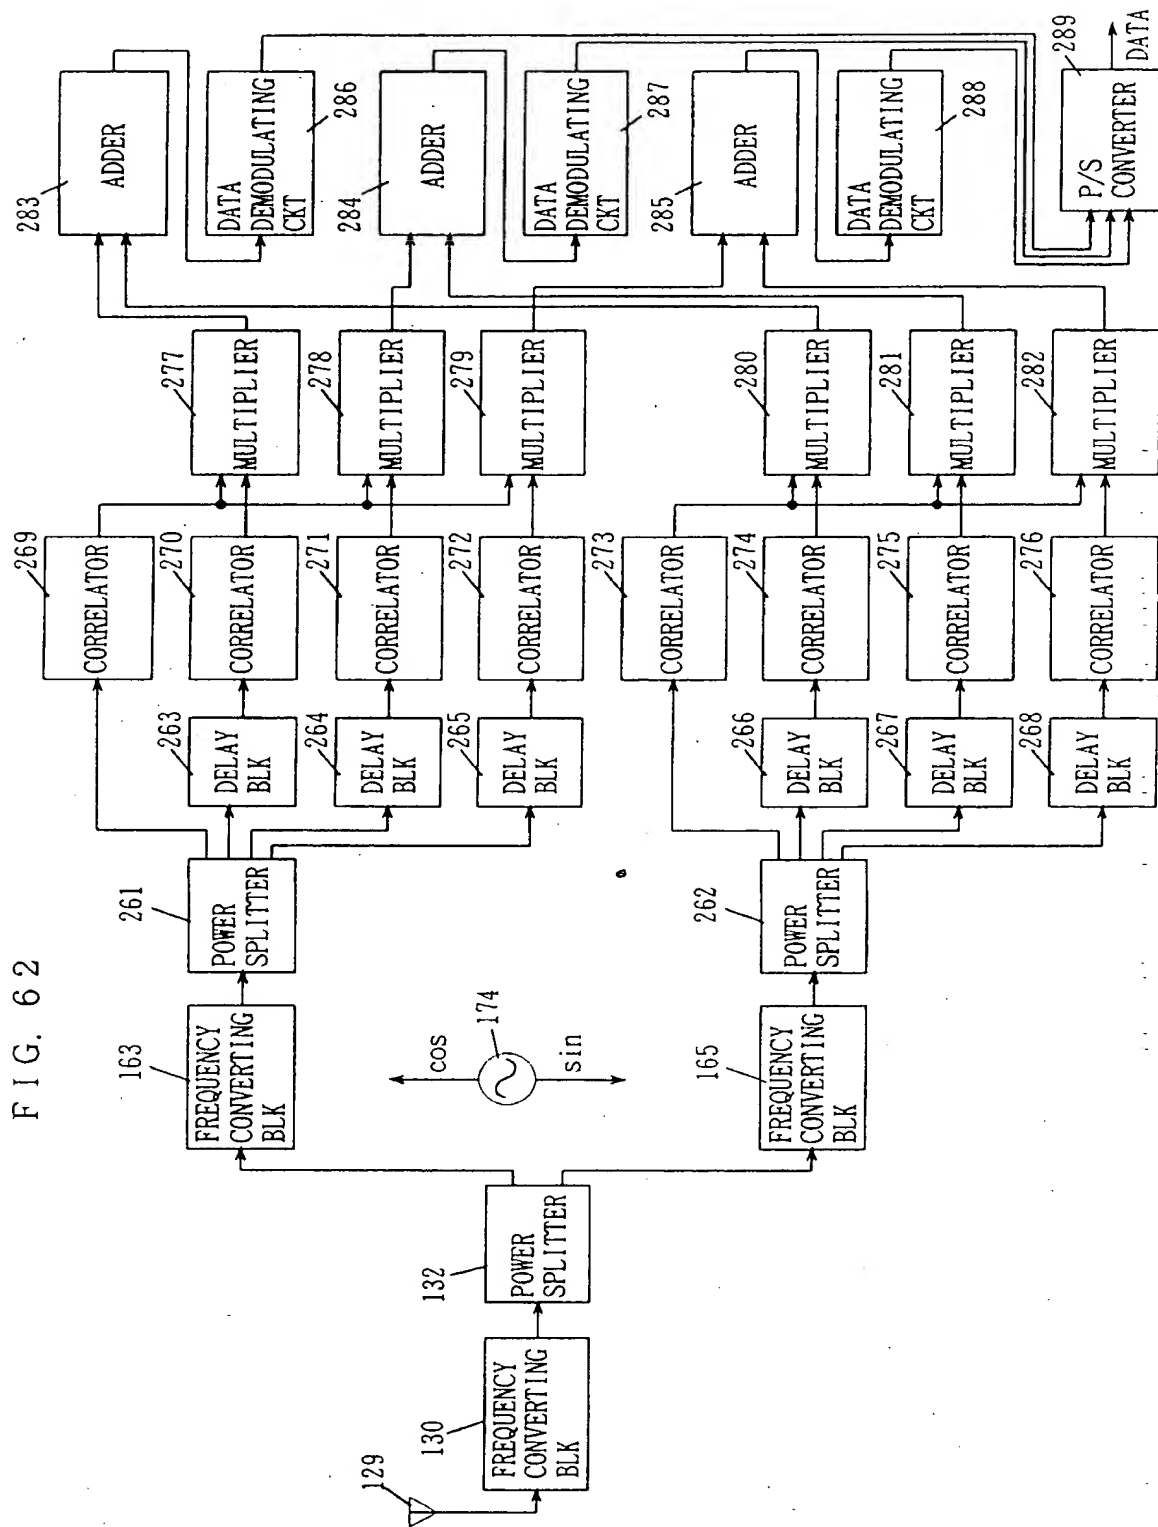 FIG. 62
129
130
FREQUENCY
CONVERTING
BLK
132
POWER
SPLITTER
163
FREQUENCY
CONVERTING
BLK
cos
174
sin
165
FREQUENCY
CONVERTING
BLK
261
POWER
SPLITTER
262
POWER
SPLITTER
263
DELAY
BLK
264
DELAY
BLK
265
DELAY
BLK
266
DELAY
BLK
267
DELAY
BLK
268
DELAY
BLK
269
CORRELATOR
270
CORRELATOR
271
CORRELATOR
272
CORRELATOR
273
CORRELATOR
274
CORRELATOR
275
CORRELATOR
276
CORRELATOR
277
MULTIPLIER
278
MULTIPLIER
279
MULTIPLIER
280
MULTIPLIER
281
MULTIPLIER
282
MULTIPLIER
283
ADDER
DATA
DEMODULATING
CKT
286
284
ADDER
DATA
DEMODULATING
CKT
287
285
ADDER
DATA
DEMODULATING
CKT
288
P/S
CONVERTER
289
DATA